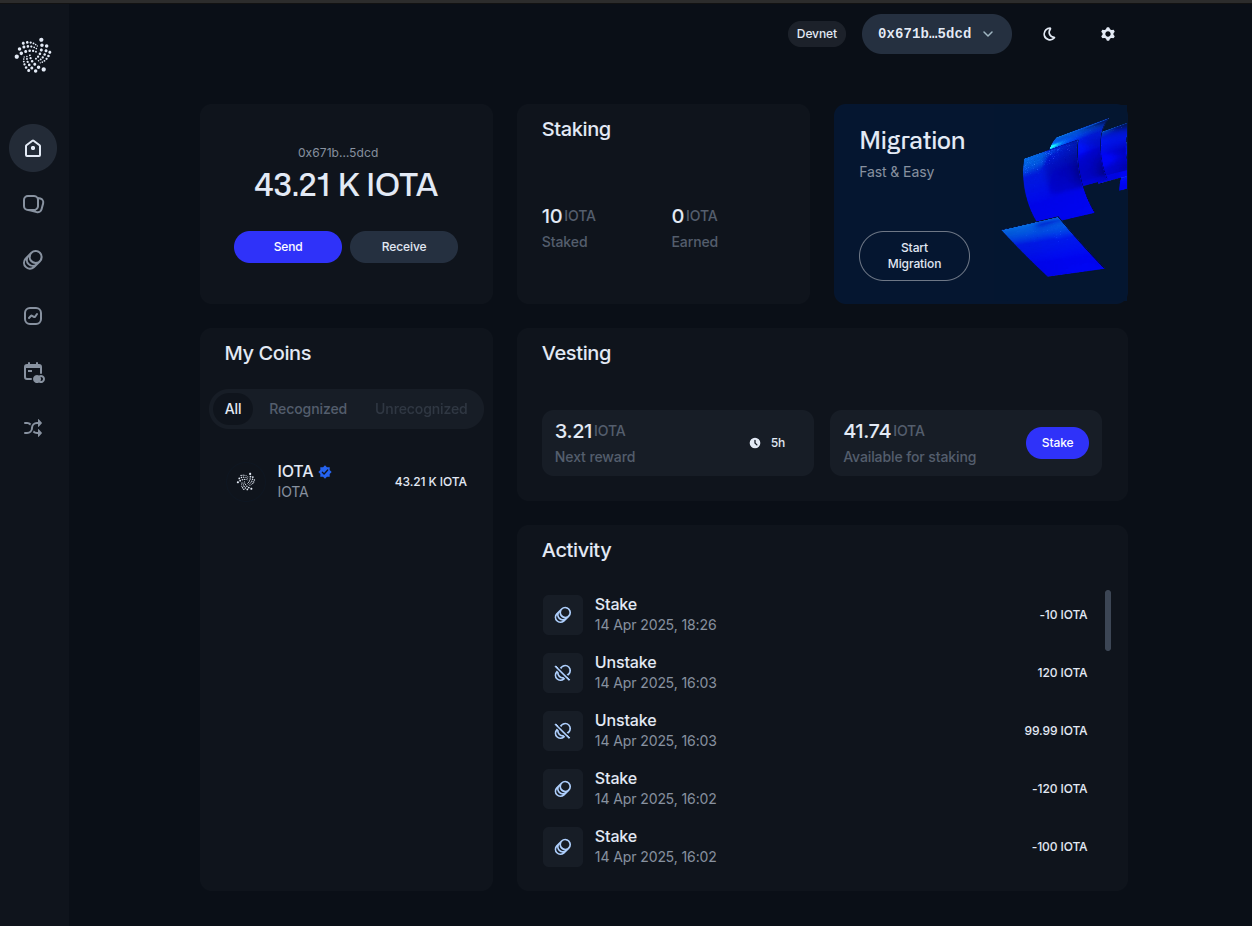 Devnet
0x671b…5dcd
0x671b...5dcd
43.21 K IOTA
Send
Receive
Staking
10 IOTA
Staked
0 IOTA
Earned
Migration
Fast & Easy
Start
Migration
My Coins
All
Recognized
Unrecognized
IOTA
IOTA
43.21 K IOTA
Vesting
3.21 IOTA
Next reward
5h
41.74 IOTA
Available for staking
Stake
Activity
Stake
14 Apr 2025, 18:26
-10 IOTA
Unstake
14 Apr 2025, 16:03
120 IOTA
Unstake
14 Apr 2025, 16:03
99.99 IOTA
Stake
14 Apr 2025, 16:02
-120 IOTA
Stake
14 Apr 2025, 16:02
-100 IOTA